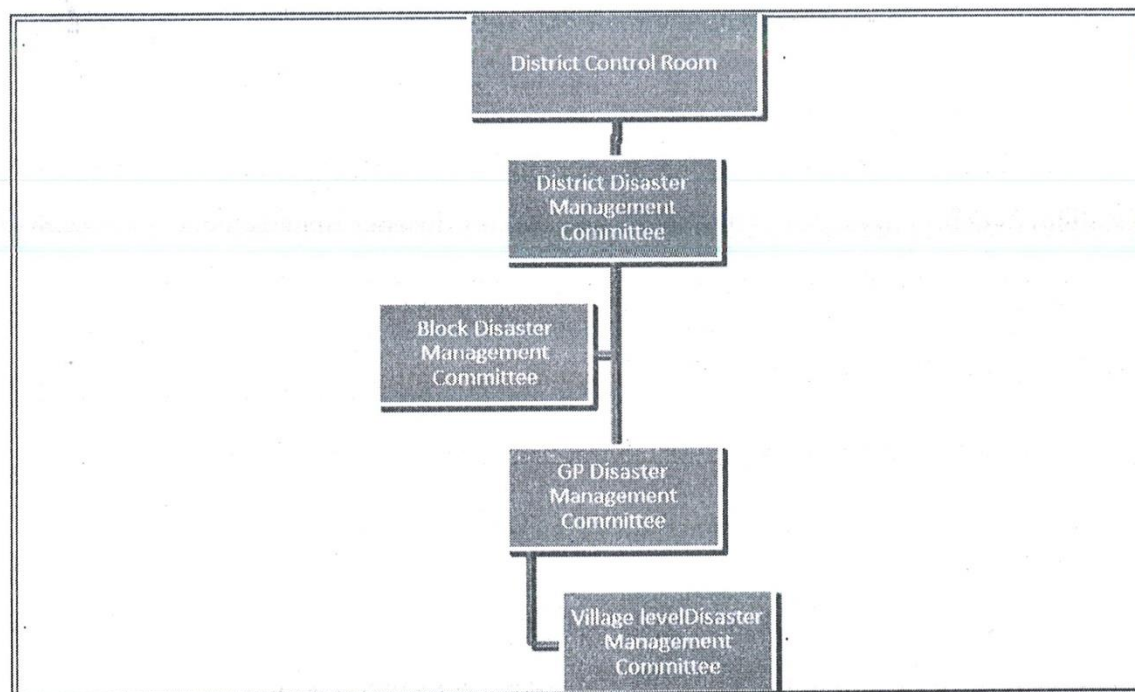 District Control Room
District Disaster
Management
Committee
Block Disaster
Management
Committee
GP Disaster
Management
Committee
Village levelDisaster
Management
Committee